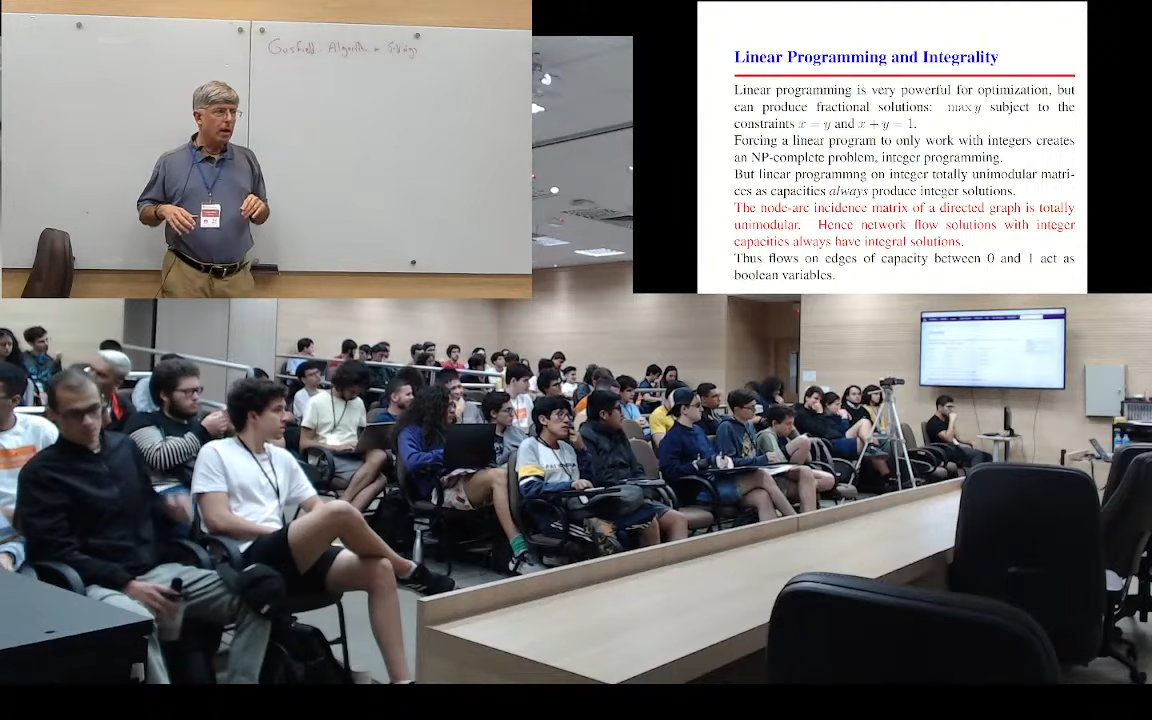 Gusfield - Algorithm + Strings
Linear Programming and Integrality
Linear programming is very powerful for optimization, but
can produce fractional solutions: max y subject to the
constraints x = y and x + y = 1.
Forcing a linear program to only work with integers creates
an NP-complete problem, integer programming.
But linear programmng on integer totally unimodular matri-
ces as capacities always produce integer solutions.
The node-arc incidence matrix of a directed graph is totally
unimodular. Hence network flow solutions with integer
capacities always have integral solutions.
Thus flows on edges of capacity between 0 and 1 act as
boolean variables.